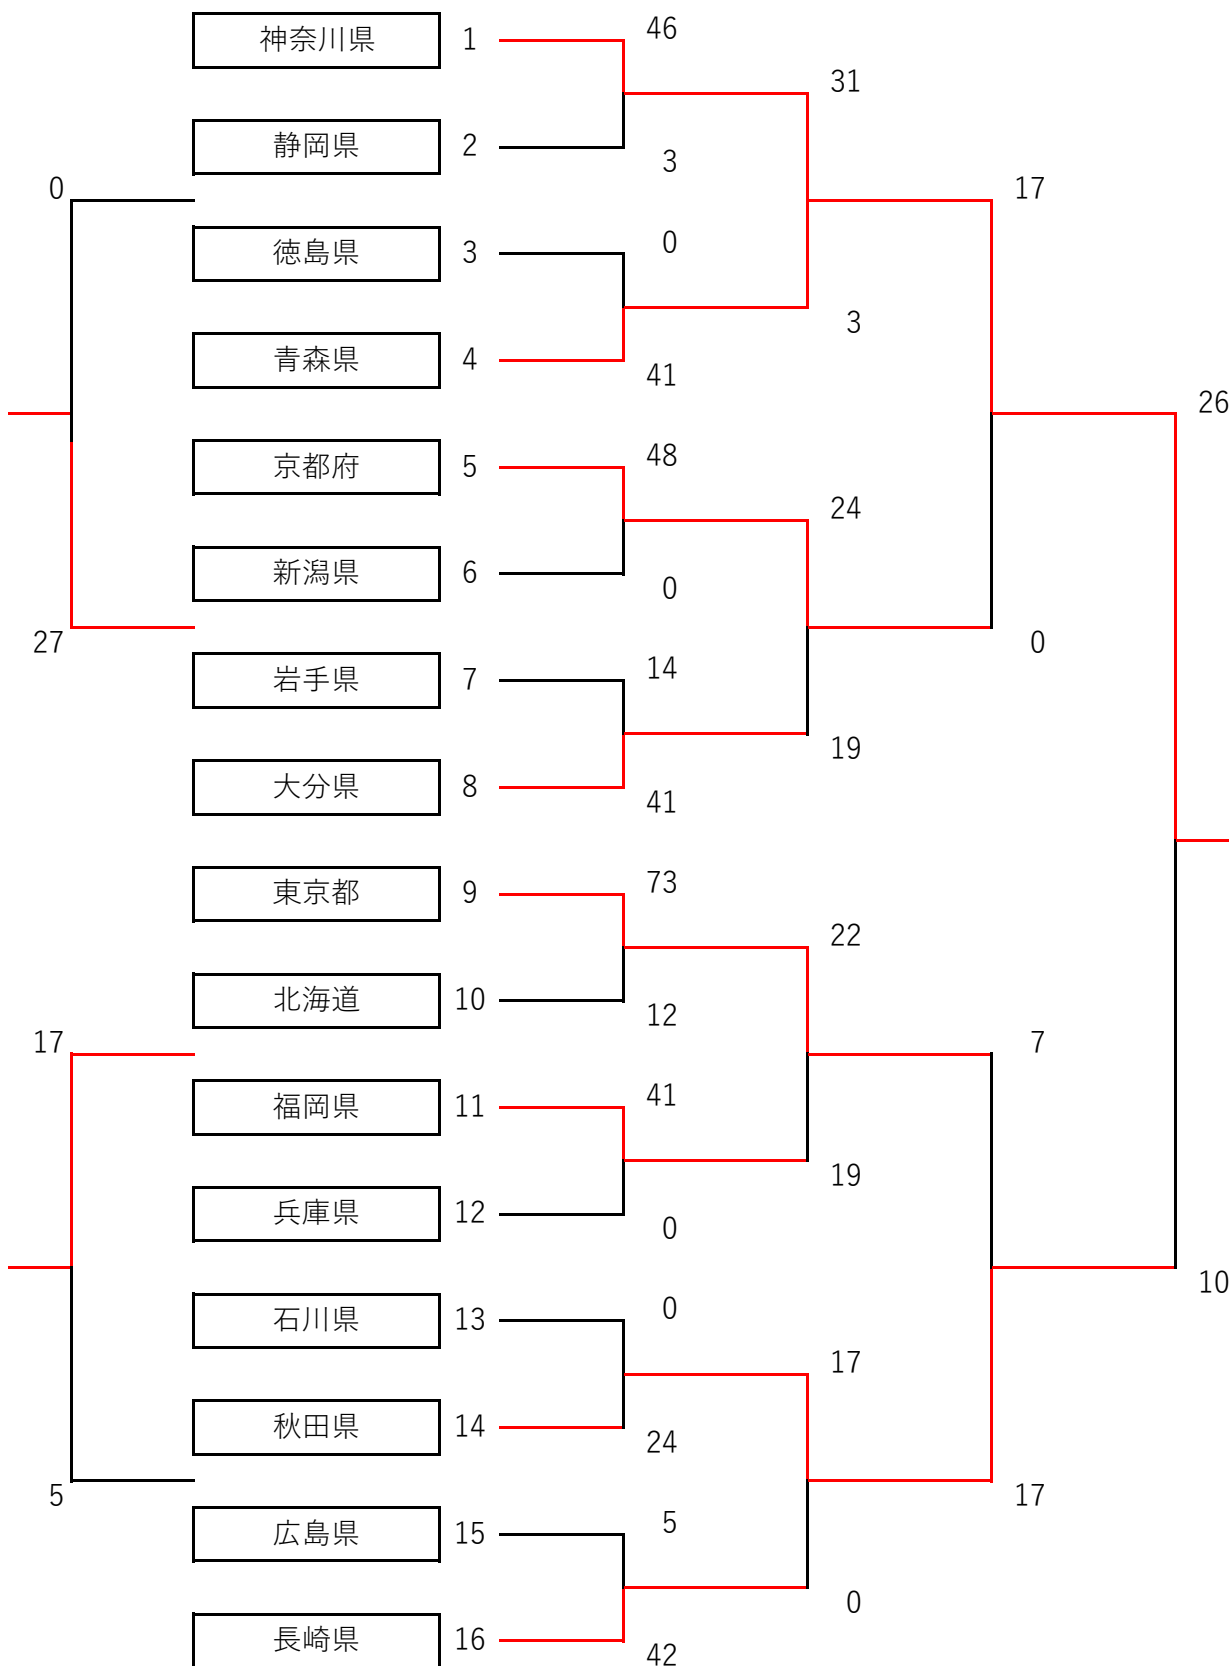 46
神奈川県 1
31
静岡県 2
3
0
17
0
徳島県 3
3
青森県 4
41
26
48
京都府 5
24
新潟県 6
0
27
0
14
岩手県 7
19
大分県 8
41
73
東京都 9
22
北海道 10
12
17
7
41
福岡県 11
19
兵庫県 12
0
10
0
石川県 13
17
秋田県 14
24
5
17
5
広島県 15
0
長崎県 16
42